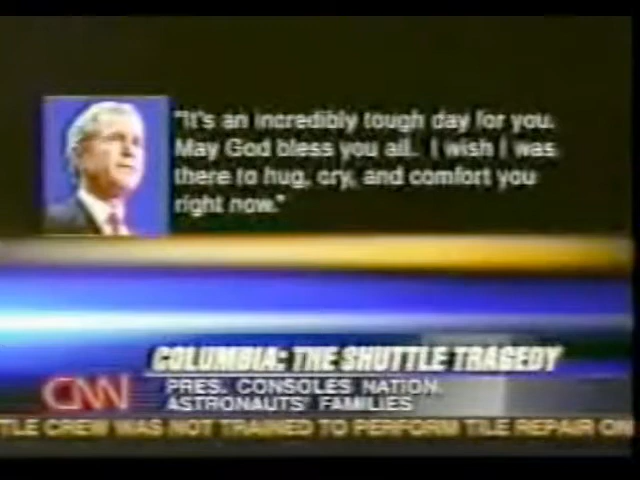 "It's an incredibly tough day for you.
May God bless you all. I wish I was
there to hug, cry, and comfort you
right now."
COLUMBIA: THE SHUTTLE TRAGEDY
CNN
PRES. CONSOLES NATION,
ASTRONAUTS' FAMILIES
TLE CREW WAS NOT TRAINED TO PERFORM TILE REPAIR ON